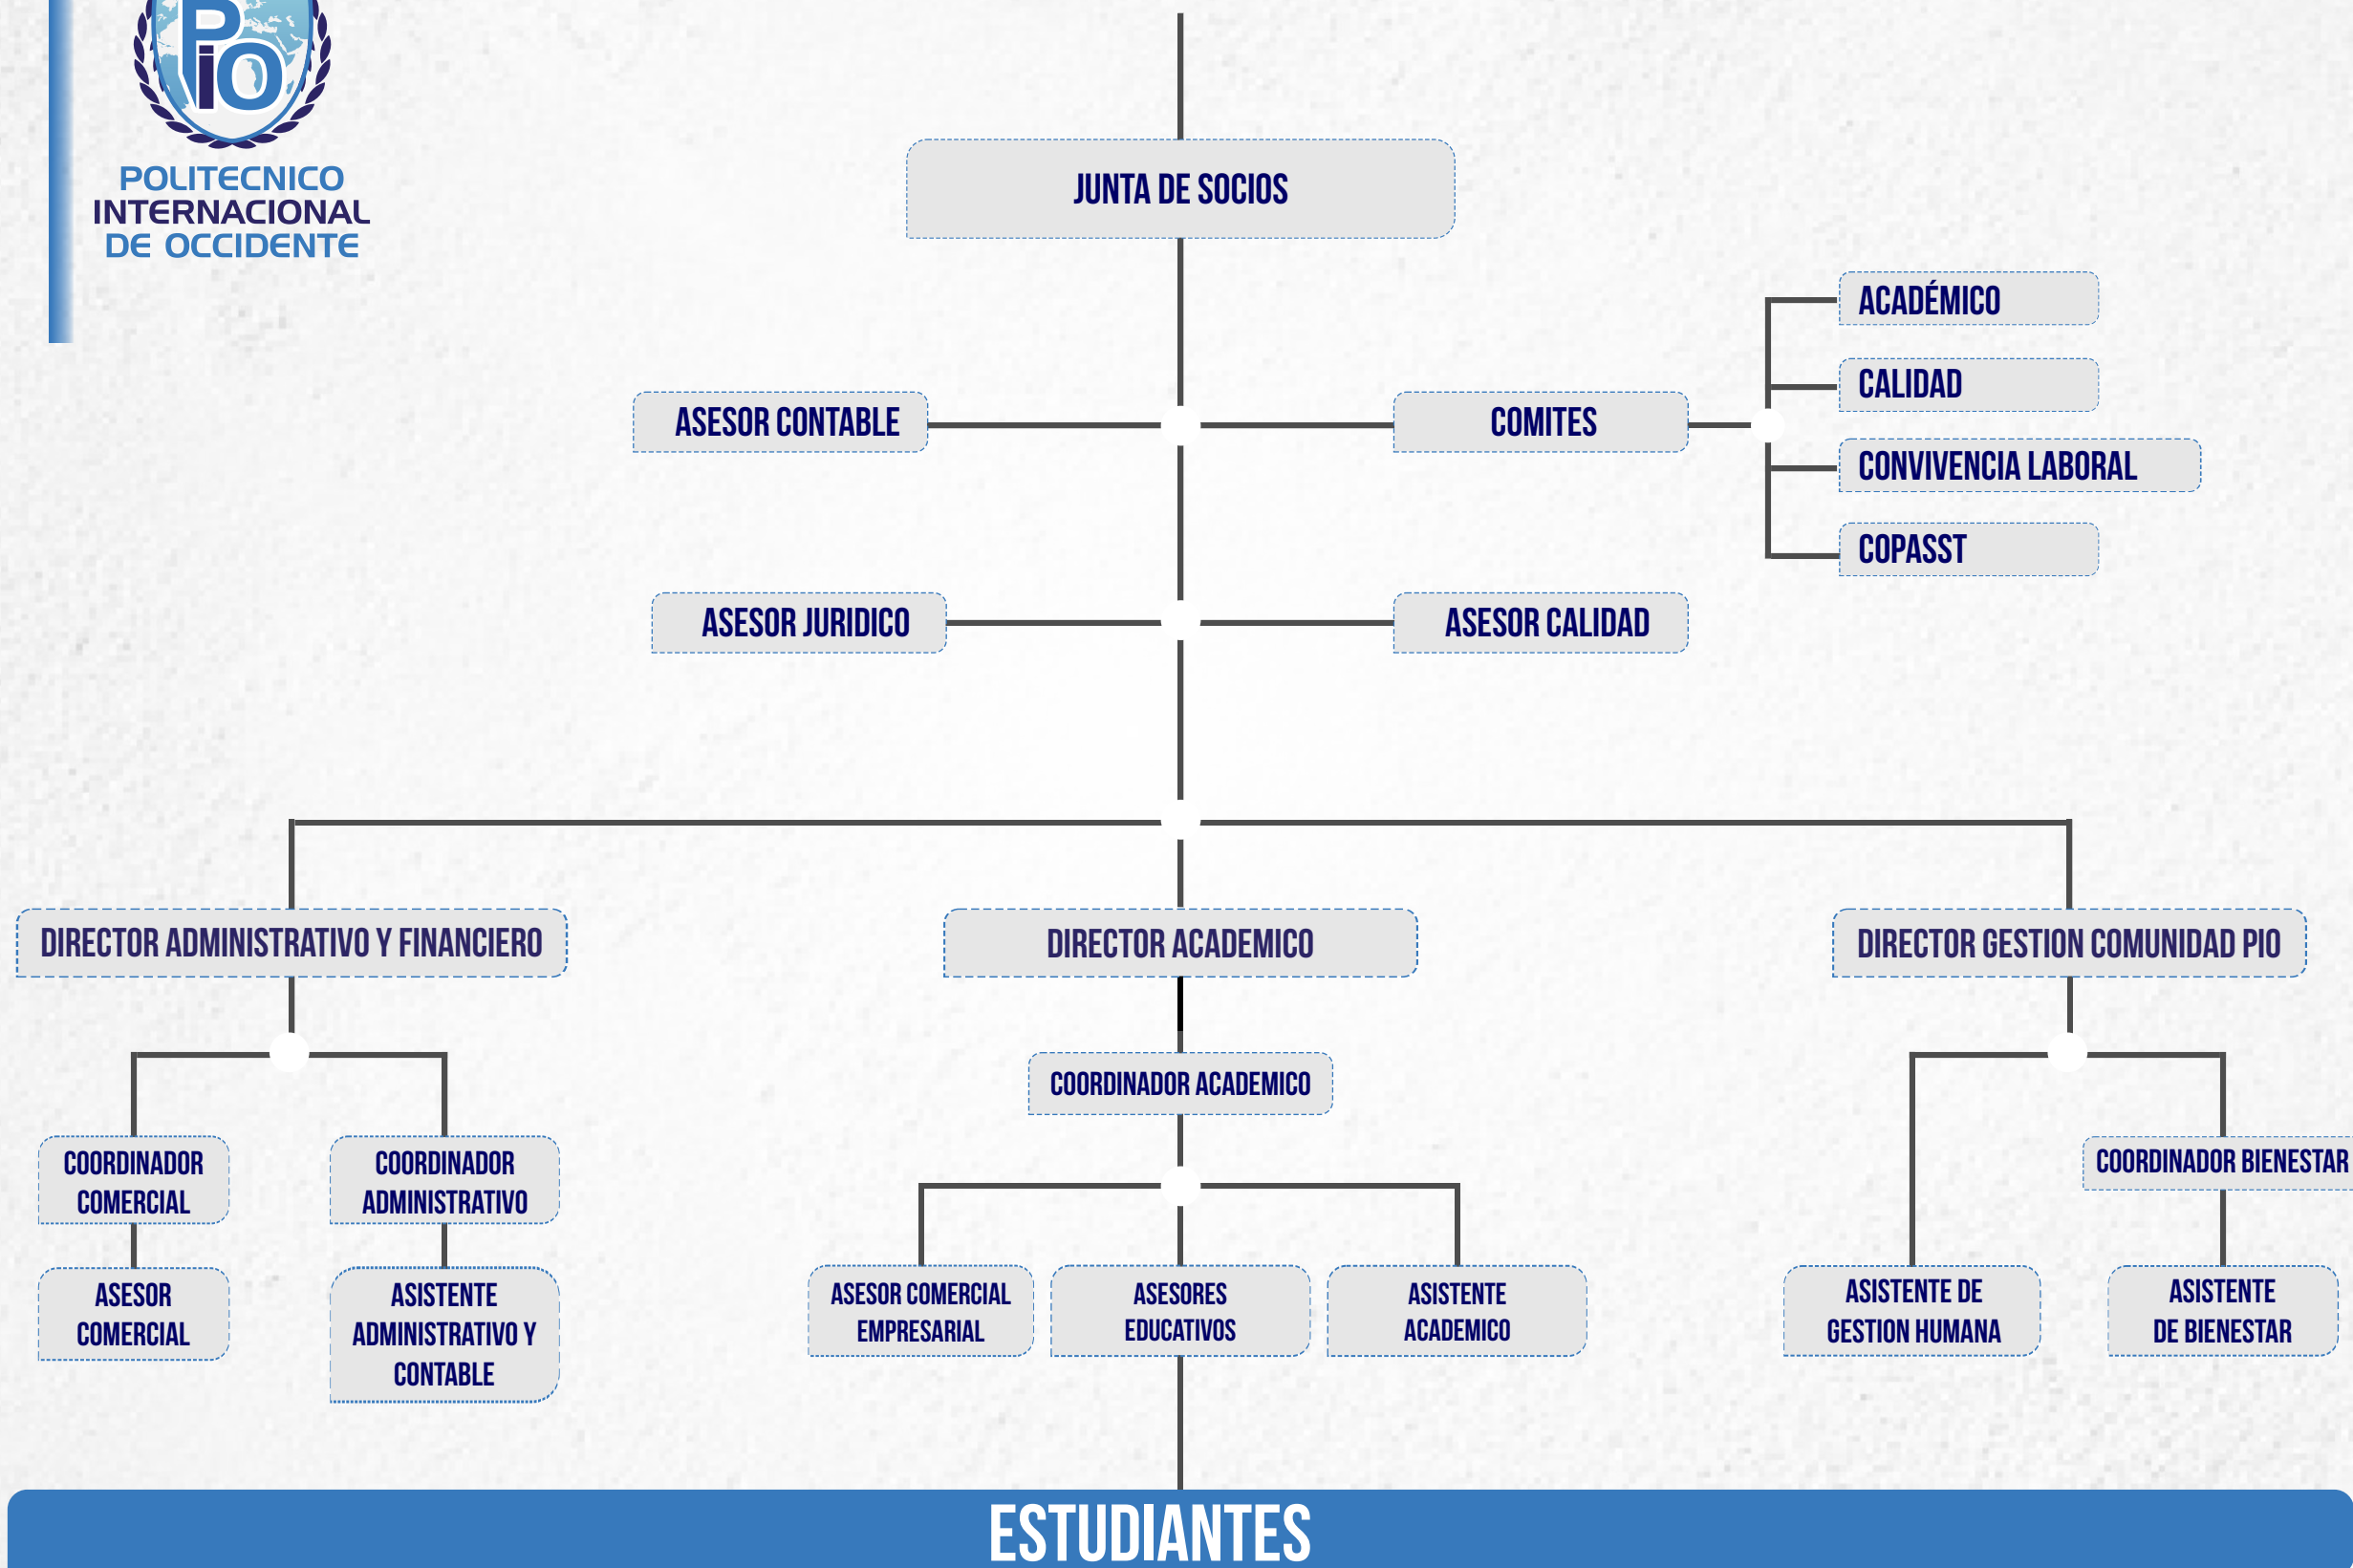 PiO
POLITECNICO
INTERNACIONAL
DE OCCIDENTE
JUNTA DE SOCIOS
ACADÉMICO
CALIDAD
ASESOR CONTABLE
COMITES
CONVIVENCIA LABORAL
COPASST
ASESOR JURIDICO
ASESOR CALIDAD
DIRECTOR ADMINISTRATIVO Y FINANCIERO
DIRECTOR ACADEMICO
DIRECTOR GESTION COMUNIDAD PIO
COORDINADOR ACADEMICO
COORDINADOR
COMERCIAL
COORDINADOR
ADMINISTRATIVO
COORDINADOR BIENESTAR
ASESOR
COMERCIAL
ASISTENTE
ADMINISTRATIVO Y
CONTABLE
ASESOR COMERCIAL
EMPRESARIAL
ASESORES
EDUCATIVOS
ASISTENTE
ACADEMICO
ASISTENTE DE
GESTION HUMANA
ASISTENTE
DE BIENESTAR
ESTUDIANTES